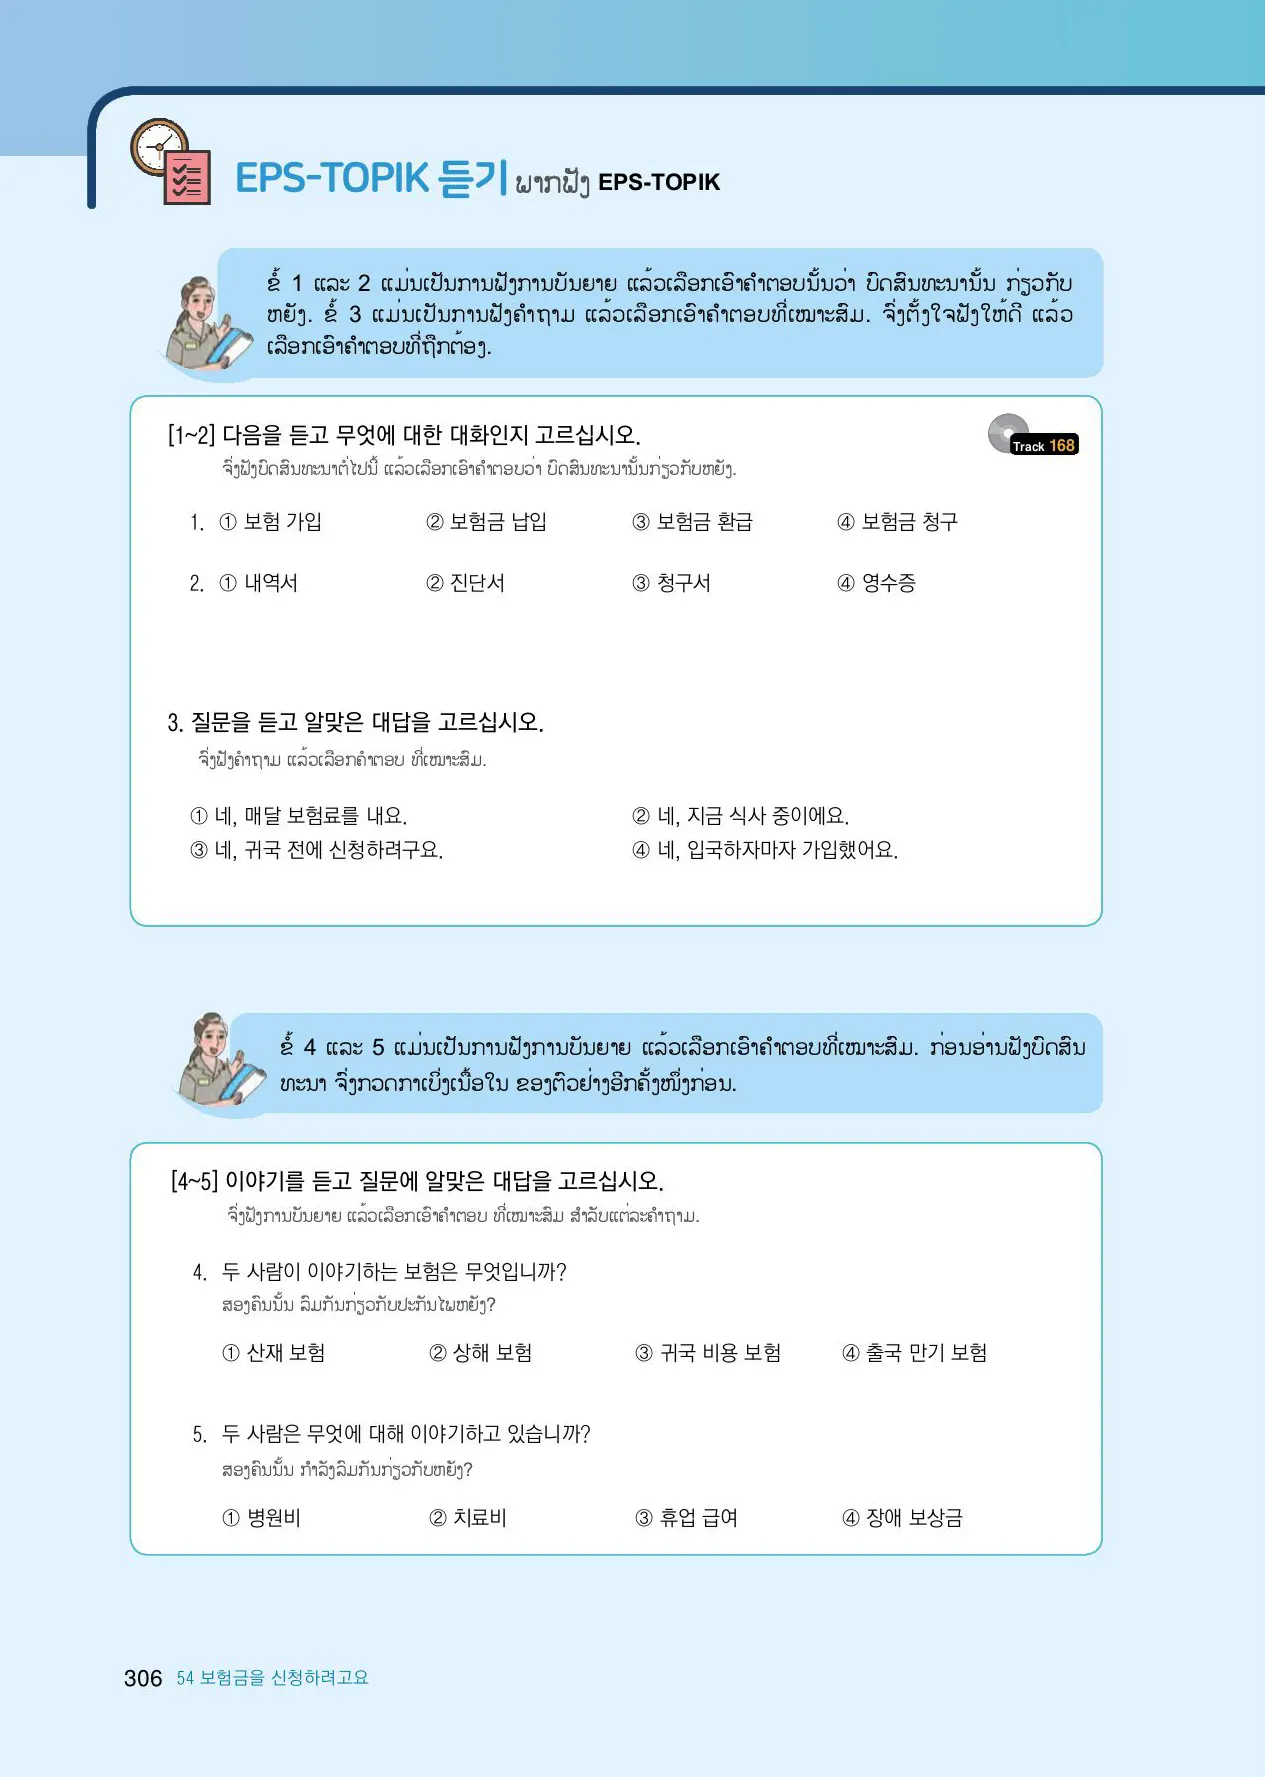 EPS-TOPIK 듣기 ພາກຟັງ EPS-TOPIK
ຂໍ້ 1 ແລະ 2 ແມ່ນເປັນການຟັງການບັນຍາຍ ແລ້ວເລືອກເອົາຄຳຕອບນັ້ນວ່າ ບົດສົນທະນານັ້ນ ກ່ຽວກັບ
ຫຍັງ. ຂໍ້ 3 ແມ່ນເປັນການຟັງຄຳຖາມ ແລ້ວເລືອກເອົາຄຳຕອບທີ່ເໝາະສົມ. ຈົ່ງຕັ້ງໃຈຟັງໃຫ້ດີ ແລ້ວ
ເລືອກເອົາຄຳຕອບທີ່ຖືກຕ້ອງ.
[1~2] 다음을 듣고 무엇에 대한 대화인지 고르십시오.
Track 168
ຈົ່ງຟັງບົດສົນທະນາຕໍ່ໄປນີ້ ແລ້ວເລືອກເອົາຄຳຕອບວ່າ ບົດສົນທະນານັ້ນກ່ຽວກັບຫຍັງ.
1. ① 보험 가입 ② 보험금 납입 ③ 보험금 환급 ④ 보험금 청구
2. ① 내역서 ② 진단서 ③ 청구서 ④ 영수증
3. 질문을 듣고 알맞은 대답을 고르십시오.
ຈົ່ງຟັງຄຳຖາມ ແລ້ວເລືອກຄຳຕອບ ທີ່ເໝາະສົມ.
① 네, 매달 보험료를 내요. ② 네, 지금 식사 중이에요.
③ 네, 귀국 전에 신청하려구요. ④ 네, 입국하자마자 가입했어요.
ຂໍ້ 4 ແລະ 5 ແມ່ນເປັນການຟັງການບັນຍາຍ ແລ້ວເລືອກເອົາຄຳຕອບທີ່ເໝາະສົມ. ກ່ອນອ່ານຟັງບົດສົນ
ທະນາ ຈົ່ງກວດກາເບິ່ງເນື້ອໃນ ຂອງຕົວຢ່າງອີກຄັ້ງໜຶ່ງກ່ອນ.
[4~5] 이야기를 듣고 질문에 알맞은 대답을 고르십시오.
ຈົ່ງຟັງການບັນຍາຍ ແລ້ວເລືອກເອົາຄຳຕອບ ທີ່ເໝາະສົມ ສຳລັບແຕ່ລະຄຳຖາມ.
4. 두 사람이 이야기하는 보험은 무엇입니까?
ສອງຄົນນັ້ນ ລົມກັນກ່ຽວກັບປະກັນໄພຫຍັງ?
① 산재 보험 ② 상해 보험 ③ 귀국 비용 보험 ④ 출국 만기 보험
5. 두 사람은 무엇에 대해 이야기하고 있습니까?
ສອງຄົນນັ້ນ ກຳລັງລົມກັນກ່ຽວກັບຫຍັງ?
① 병원비 ② 치료비 ③ 휴업 급여 ④ 장애 보상금
306 54 보험금을 신청하려고요